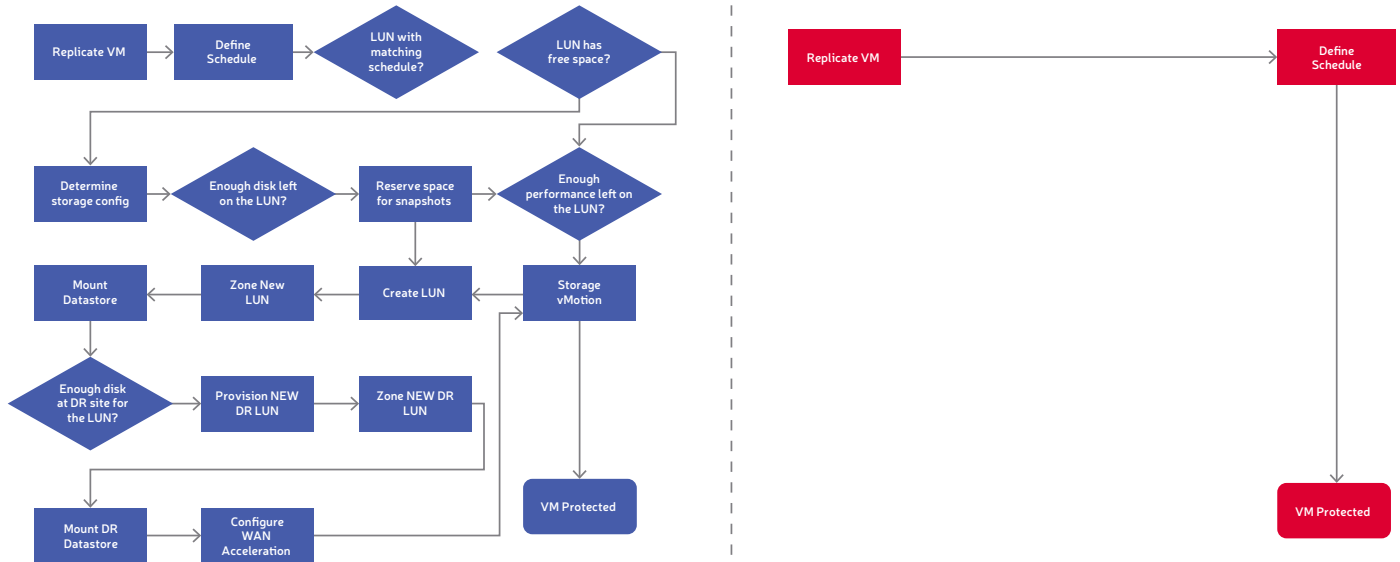 Replicate VM
Define
Schedule
LUN with
matching
schedule?
LUN has
free space?
Determine
storage config
Enough disk left
on the LUN?
Reserve space
for snapshots
Enough
performance left on
the LUN?
Mount
Datastore
Zone New
LUN
Create LUN
Storage
vMotion
Enough disk
at DR site for
the LUN?
Provision NEW
DR LUN
Zone NEW DR
LUN
VM Protected
Mount DR
Datastore
Configure
WAN
Acceleration
Replicate VM
Define
Schedule
VM Protected